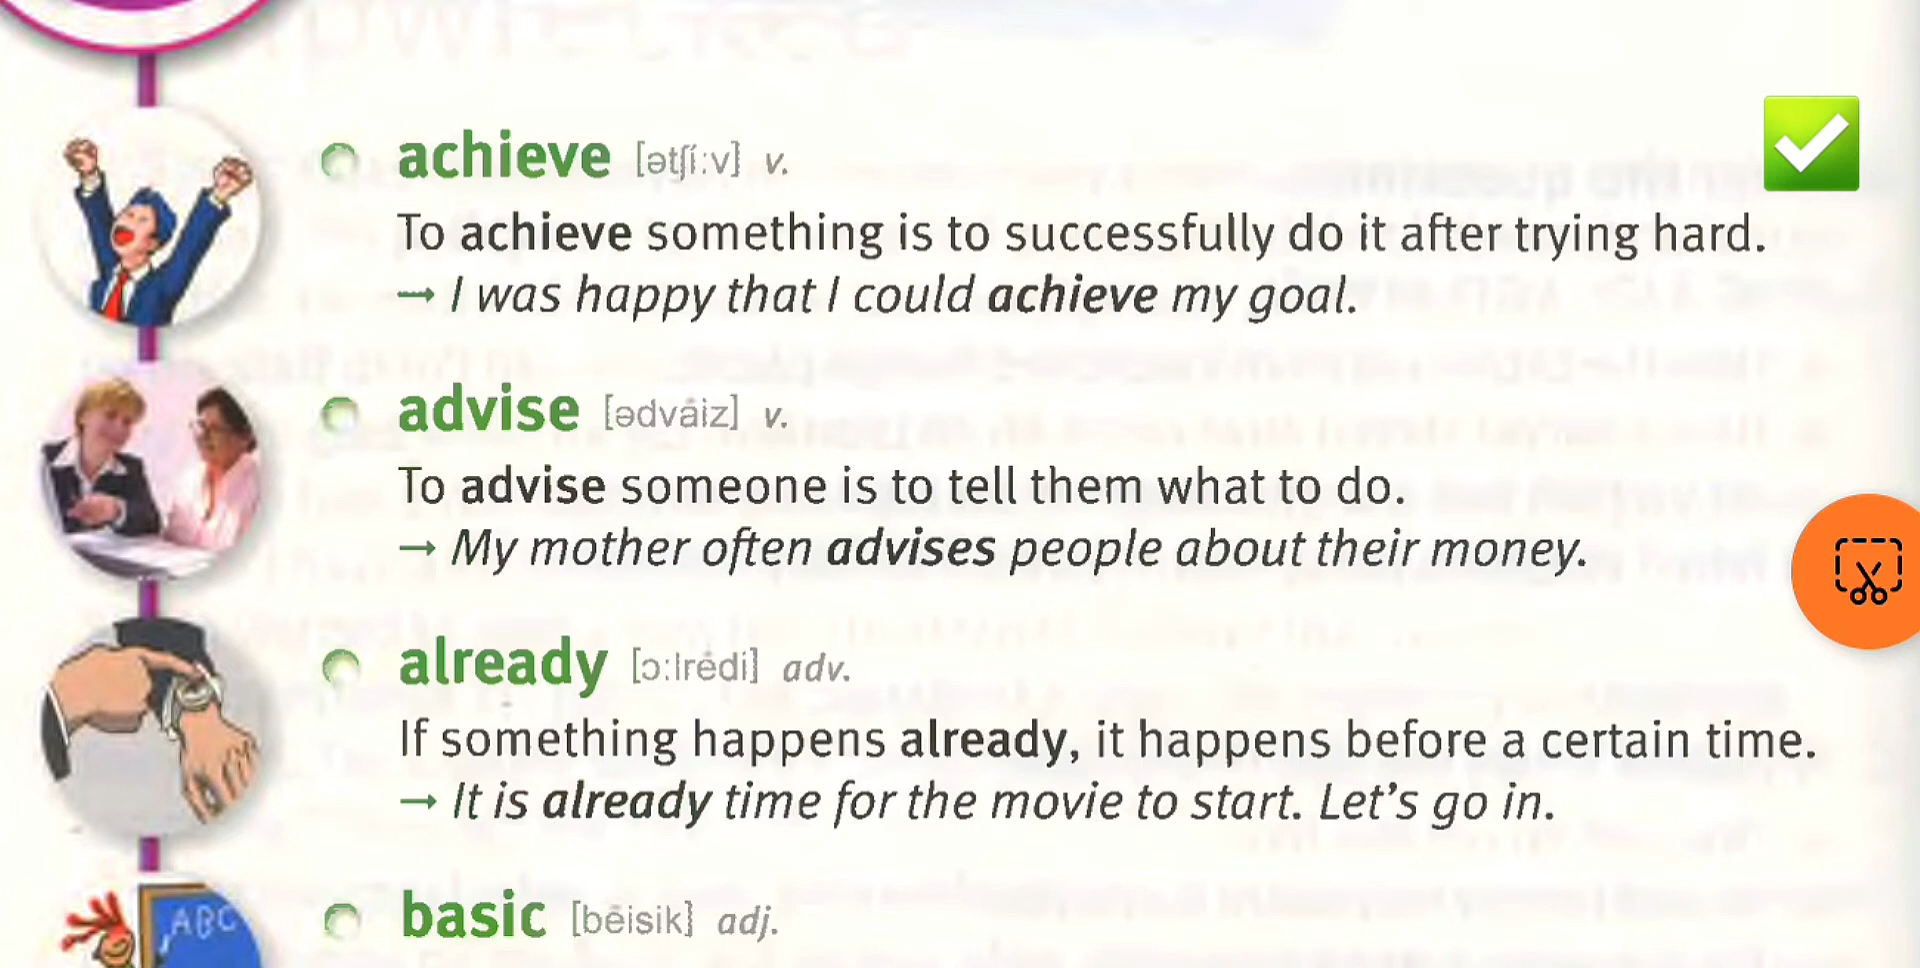 achieve [ətʃíːv] v.
To achieve something is to successfully do it after trying hard.
→ I was happy that I could achieve my goal.
advise [ədváiz] v.
To advise someone is to tell them what to do.
→ My mother often advises people about their money.
already [ɔːlrédi] adv.
If something happens already, it happens before a certain time.
→ It is already time for the movie to start. Let's go in.
ABC
basic [béisik] adj.